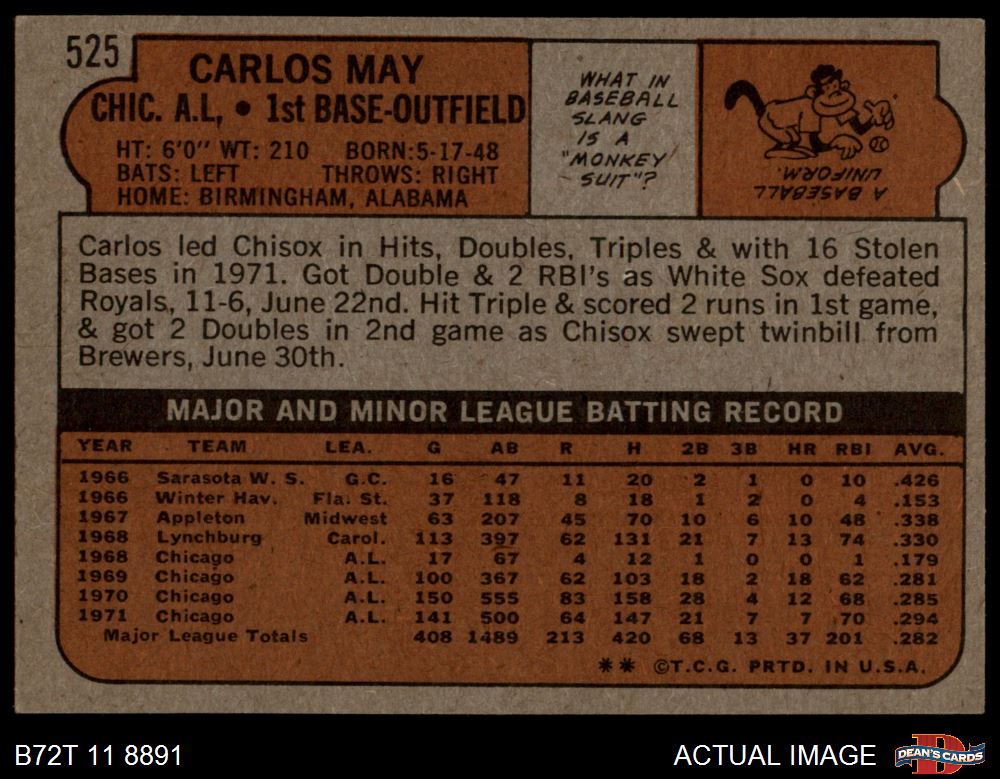 525
CARLOS MAY
CHIC. A.L, • 1st BASE-OUTFIELD
HT: 6'0" WT: 210 BORN:5-17-48
BATS: LEFT THROWS: RIGHT
HOME: BIRMINGHAM, ALABAMA
WHAT IN
BASEBALL
SLANG
IS A
"MONKEY
SUIT"?
A BASEBALL
UNIFORM.
Carlos led Chisox in Hits, Doubles, Triples & with 16 Stolen
Bases in 1971. Got Double & 2 RBI's as White Sox defeated
Royals, 11-6, June 22nd. Hit Triple & scored 2 runs in 1st game,
& got 2 Doubles in 2nd game as Chisox swept twinbill from
Brewers, June 30th.
MAJOR AND MINOR LEAGUE BATTING RECORD
YEAR TEAM LEA. G AB R H 2B 3B HR RBI AVG.
1966 Sarasota W. S. G.C. 16 47 11 20 2 1 0 10 .426
1966 Winter Hav. Fla. St. 37 118 8 18 1 2 0 4 .153
1967 Appleton Midwest 63 207 45 70 10 6 10 48 .338
1968 Lynchburg Carol. 113 397 62 131 21 7 13 74 .330
1968 Chicago A.L. 17 67 4 12 1 0 0 1 .179
1969 Chicago A.L. 100 367 62 103 18 2 18 62 .281
1970 Chicago A.L. 150 555 83 158 28 4 12 68 .285
1971 Chicago A.L. 141 500 64 147 21 7 7 70 .294
Major League Totals 408 1489 213 420 68 13 37 201 .282
** ©T.C.G. PRTD. IN U.S.A.
B72T 11 8891
ACTUAL IMAGE
DEAN'S CARDS